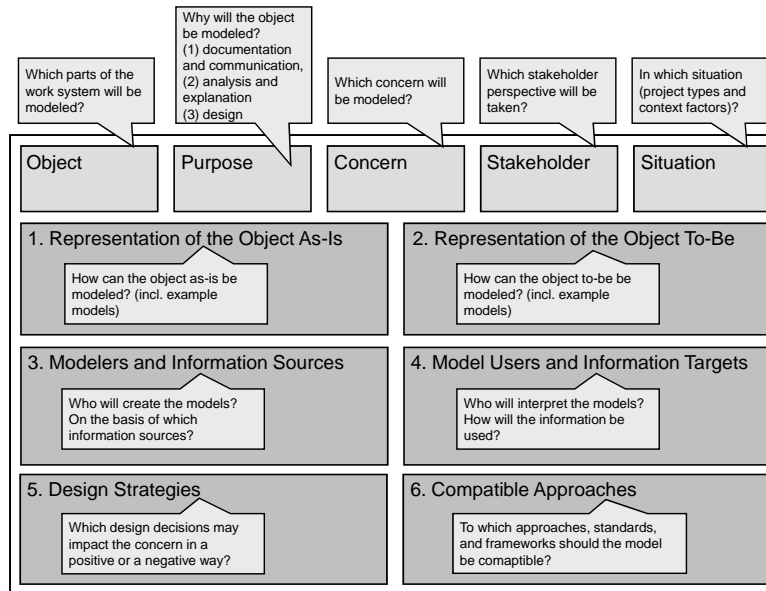 Why will the object
be modeled?
(1) documentation
and communication,
(2) analysis and
explanation
(3) design
Which parts of the
work system will be
modeled?
Which concern will
be modeled?
Which stakeholder
perspective will be
taken?
In which situation
(project types and
context factors)?
Object
Purpose
Concern
Stakeholder
Situation
1. Representation of the Object As-Is
How can the object as-is be
modeled? (incl. example
models)
2. Representation of the Object To-Be
How can the object to-be be
modeled? (incl. example
models)
3. Modelers and Information Sources
Who will create the models?
On the basis of which
information sources?
4. Model Users and Information Targets
Who will interpret the models?
How will the information be
used?
5. Design Strategies
Which design decisions may
impact the concern in a
positive or a negative way?
6. Compatible Approaches
To which approaches, standards,
and frameworks should the model
be comaptible?